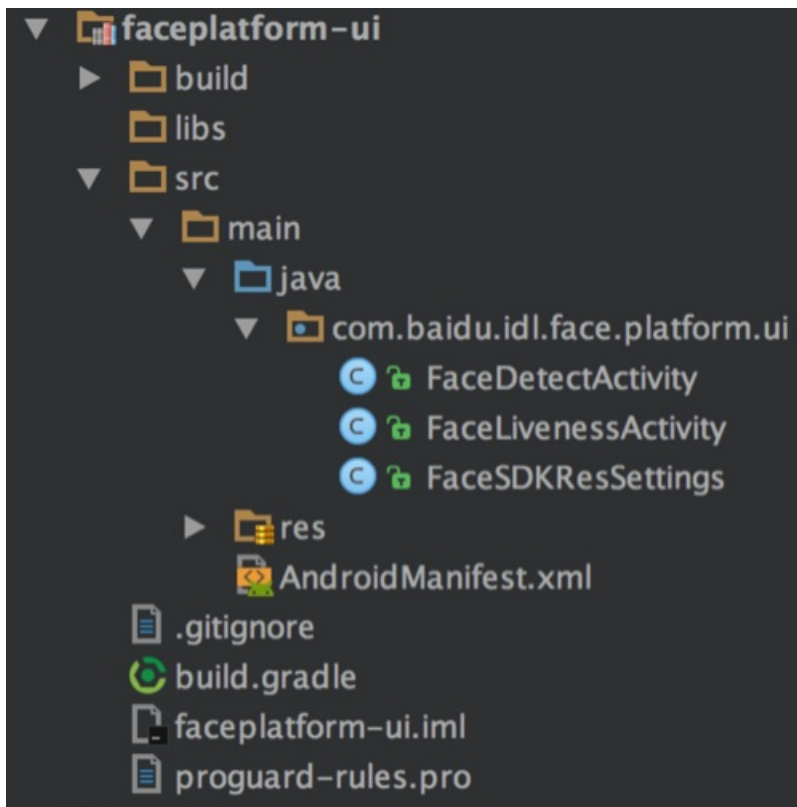 faceplatform-ui
build
libs
src
main
java
com.baidu.idl.face.platform.ui
C FaceDetectActivity
C FaceLivenessActivity
C FaceSDKResSettings
res
AndroidManifest.xml
.gitignore
build.gradle
faceplatform-ui.iml
proguard-rules.pro